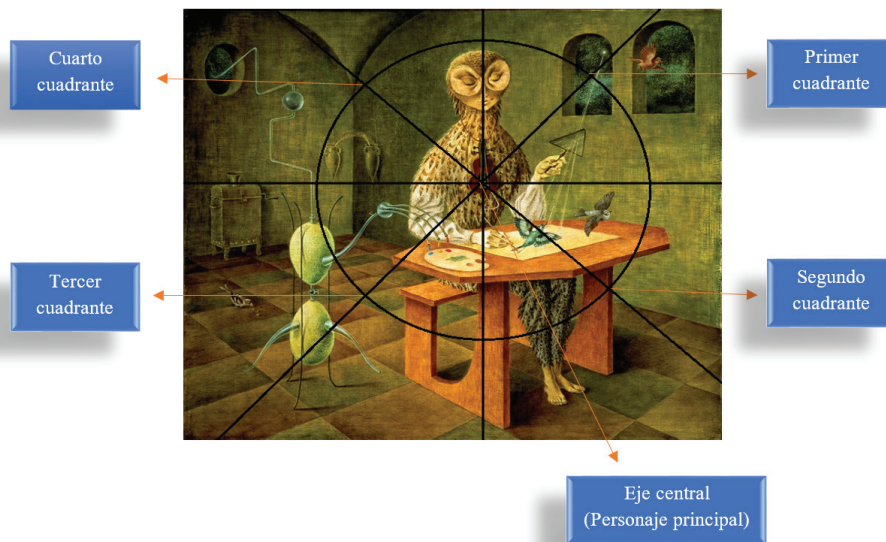 Cuarto
cuadrante
Primer
cuadrante
Tercer
cuadrante
Segundo
cuadrante
Eje central
(Personaje principal)